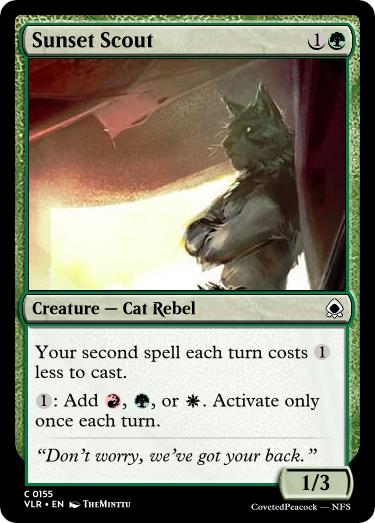 Sunset Scout 1
Creature — Cat Rebel
Your second spell each turn costs 1
less to cast.
1: Add , , or . Activate only
once each turn.
“Don't worry, we've got your back.”
1/3
C 0155
VLR • EN TheMinttu
CovetedPeacock — NFS